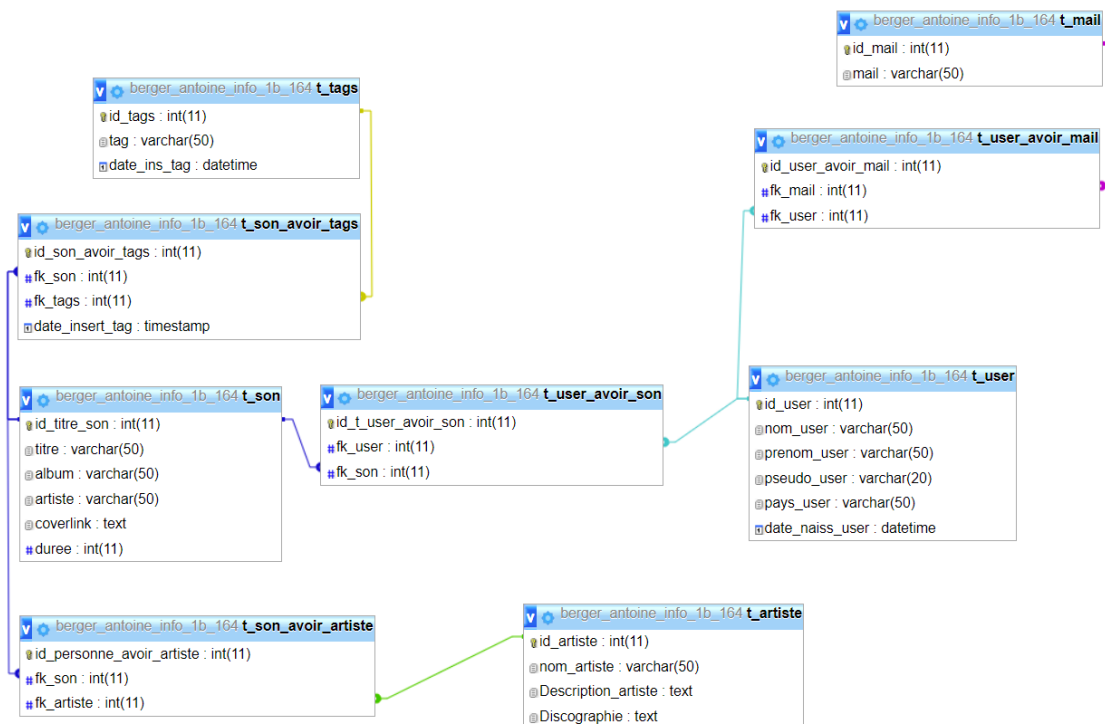 berger_antoine_info_1b_164 t_mail
id_mail : int(11)
mail : varchar(50)
berger_antoine_info_1b_164 t_tags
id_tags : int(11)
tag : varchar(50)
date_ins_tag : datetime
berger_antoine_info_1b_164 t_user_avoir_mail
id_user_avoir_mail : int(11)
fk_mail : int(11)
fk_user : int(11)
berger_antoine_info_1b_164 t_son_avoir_tags
id_son_avoir_tags : int(11)
fk_son : int(11)
fk_tags : int(11)
date_insert_tag : timestamp
berger_antoine_info_1b_164 t_son
id_titre_son : int(11)
titre : varchar(50)
album : varchar(50)
artiste : varchar(50)
coverlink : text
duree : int(11)
berger_antoine_info_1b_164 t_user_avoir_son
id_t_user_avoir_son : int(11)
fk_user : int(11)
fk_son : int(11)
berger_antoine_info_1b_164 t_user
id_user : int(11)
nom_user : varchar(50)
prenom_user : varchar(50)
pseudo_user : varchar(20)
pays_user : varchar(50)
date_naiss_user : datetime
berger_antoine_info_1b_164 t_son_avoir_artiste
id_personne_avoir_artiste : int(11)
fk_son : int(11)
fk_artiste : int(11)
berger_antoine_info_1b_164 t_artiste
id_artiste : int(11)
nom_artiste : varchar(50)
Description_artiste : text
Discographie : text